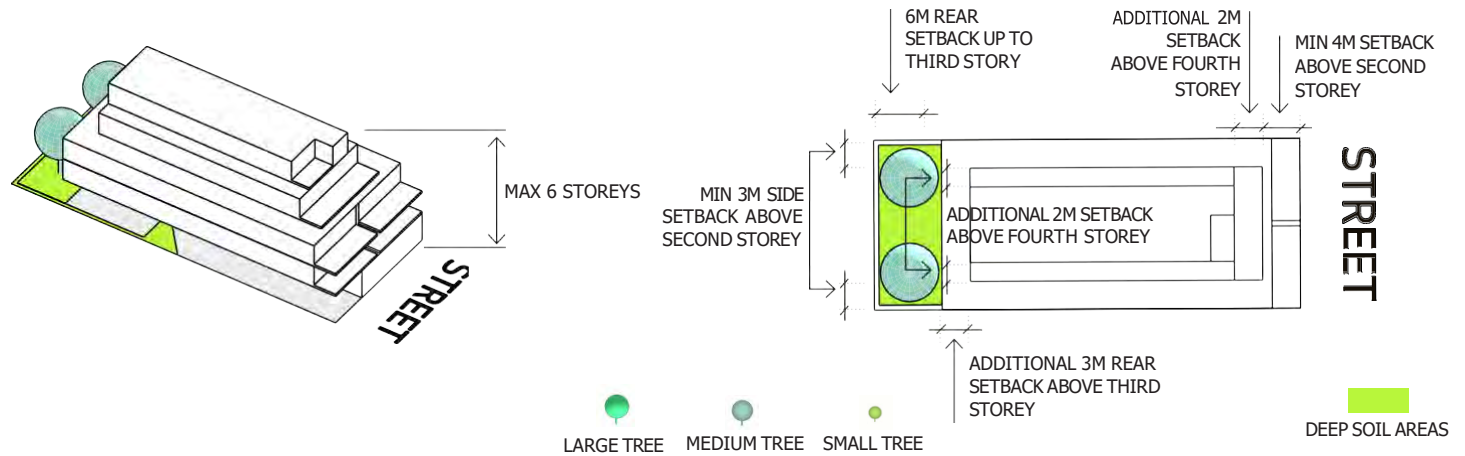 MAX 6 STOREYS
STREET
6M REAR
SETBACK UP TO
THIRD STORY
ADDITIONAL 2M
SETBACK
ABOVE FOURTH
STOREY
MIN 4M SETBACK
ABOVE SECOND
STOREY
MIN 3M SIDE
SETBACK ABOVE
SECOND STOREY
ADDITIONAL 2M SETBACK
ABOVE FOURTH STOREY
STREET
ADDITIONAL 3M REAR
SETBACK ABOVE THIRD
STOREY
LARGE TREE
MEDIUM TREE
SMALL TREE
DEEP SOIL AREAS